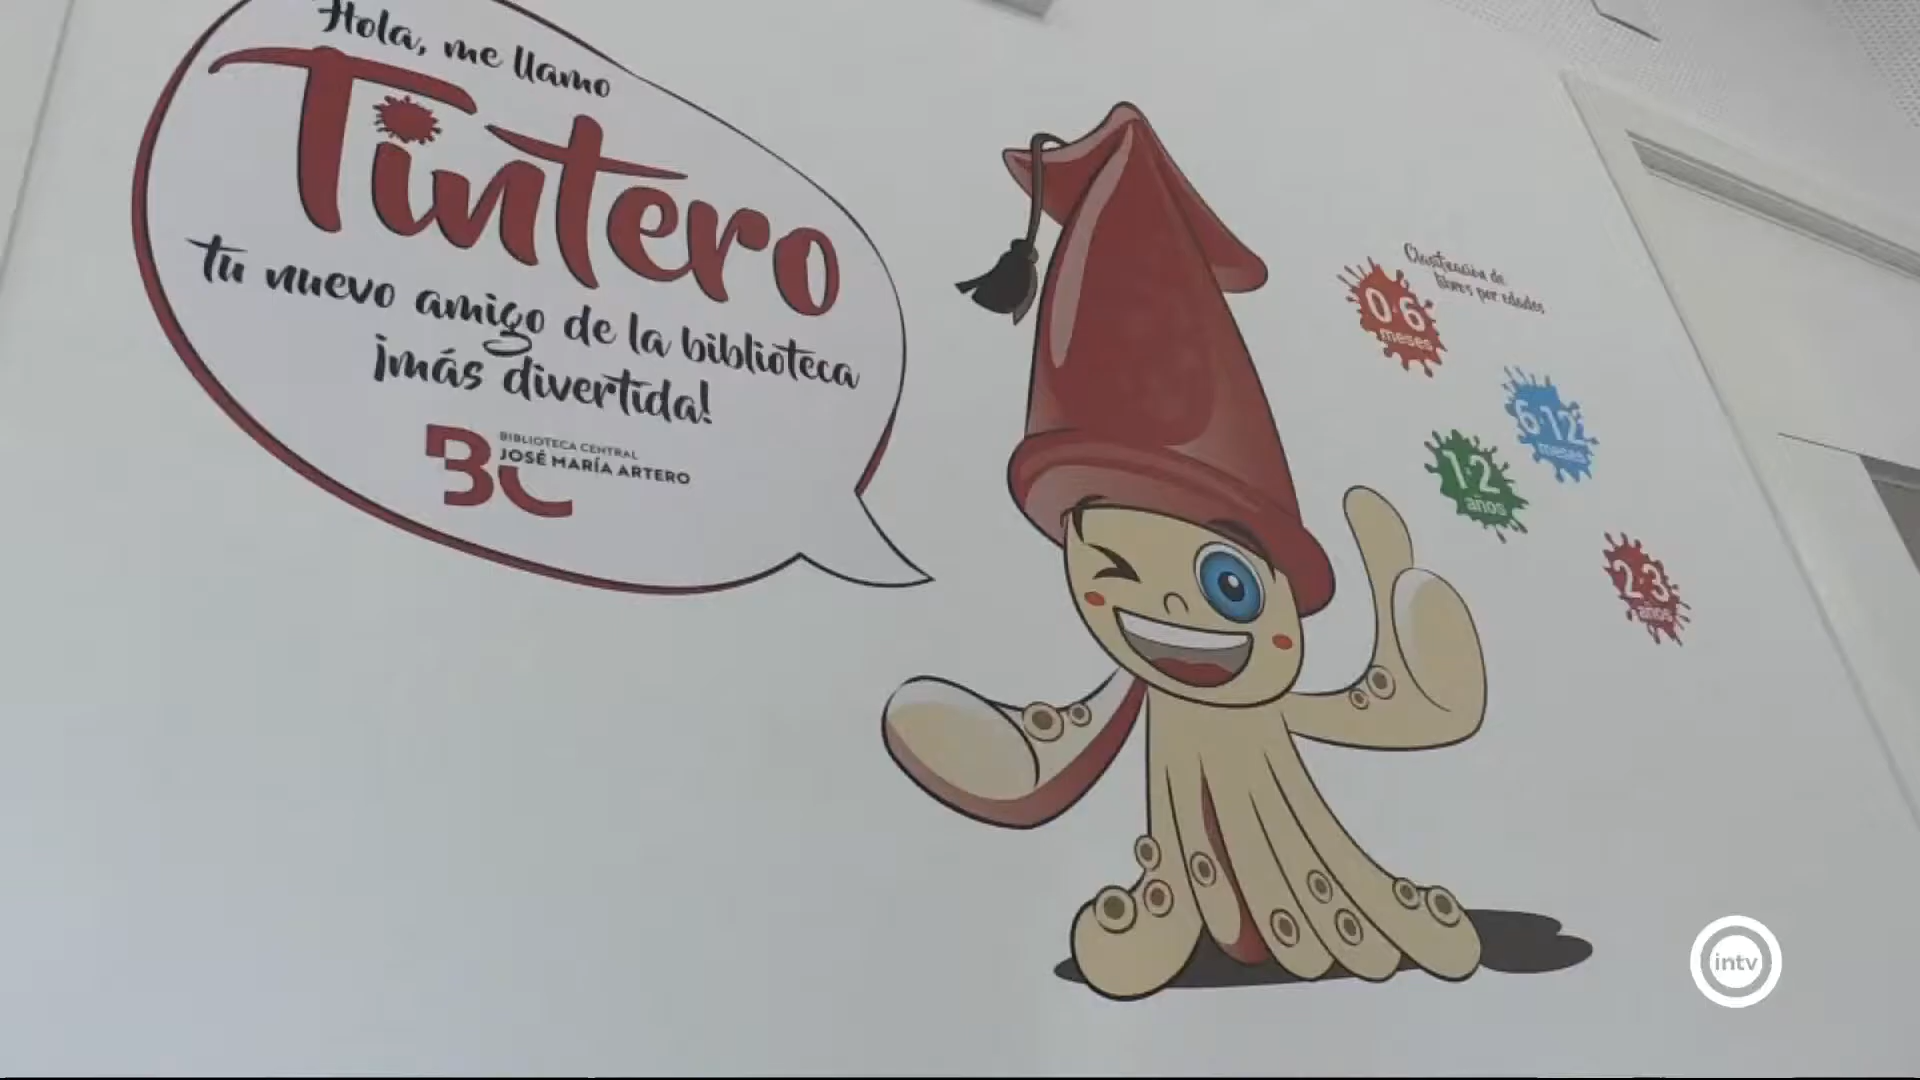 Hola, me llamo
Tintero
tu nuevo amigo de la biblioteca
¡más divertida!
BC
BIBLIOTECA CENTRAL
JOSÉ MARÍA ARTERO
Clasificación de
libros por edades
0·6
meses
6·12
meses
1·2
años
2·3
años
intv